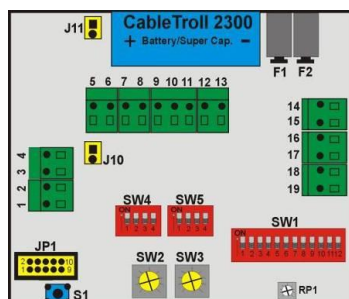 J11
CableTroll 2300
+ Battery/Super Cap. -
F1 F2
5 6 7 8 9 10 11 12 13
14
15
16
17
18
19
4
3
2
1
J10
SW4 SW5
ON
1 2 3 4
ON
1 2 3 4
SW1
ON
1 2 3 4 5 6 7 8 9 10 11 12
JP1
2 10
1 9
SW2 SW3
S1
RP1